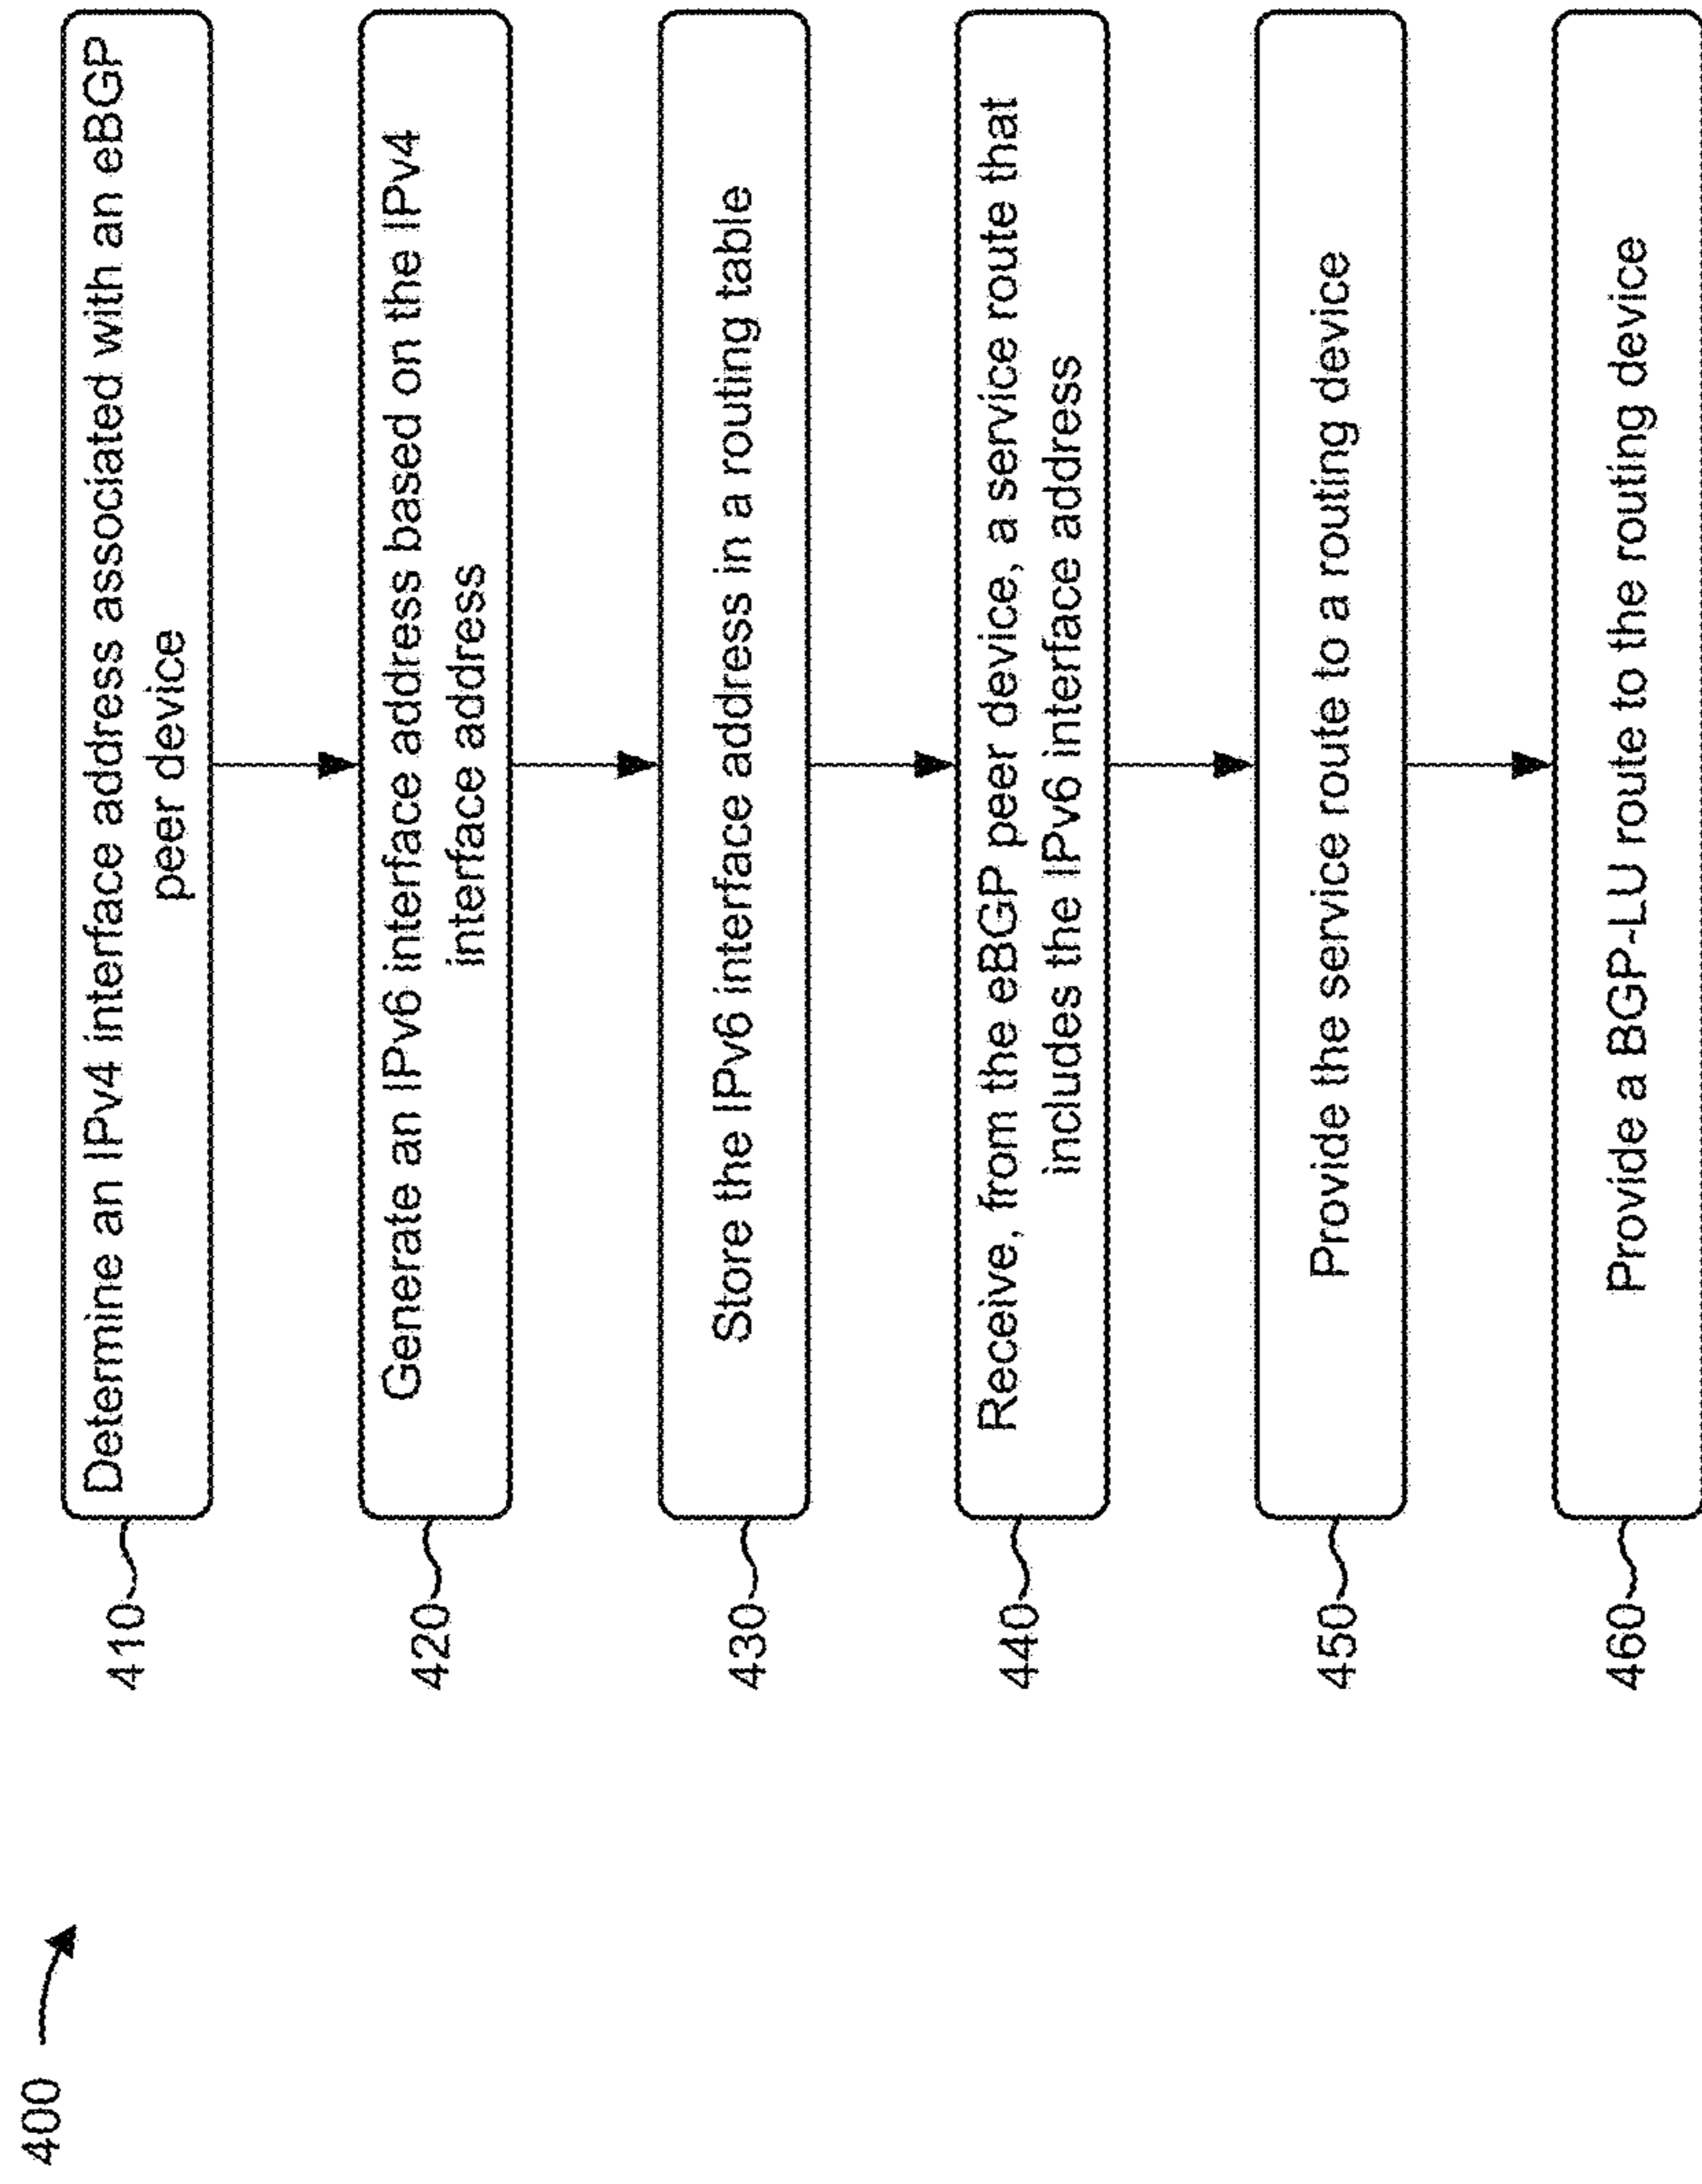 400
410
Determine an IPv4 interface address associated with an eBGP
peer device
420
Generate an IPv6 interface address based on the IPv4
interface address
430
Store the IPv6 interface address in a routing table
440
Receive, from the eBGP peer device, a service route that
includes the IPv6 interface address
450
Provide the service route to a routing device
460
Provide a BGP-LU route to the routing device